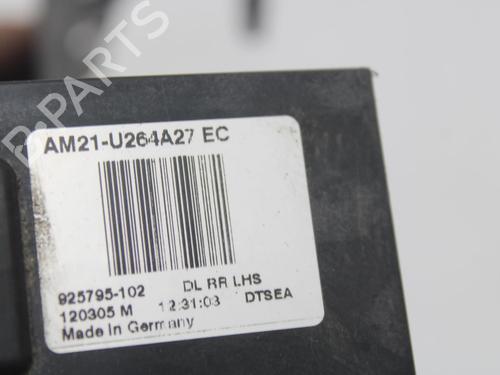 B-PARTS
AM21-U264A27 EC
925795-102 DL RR LHS
120305 M 12:31:03 DTSEA
Made in Germany